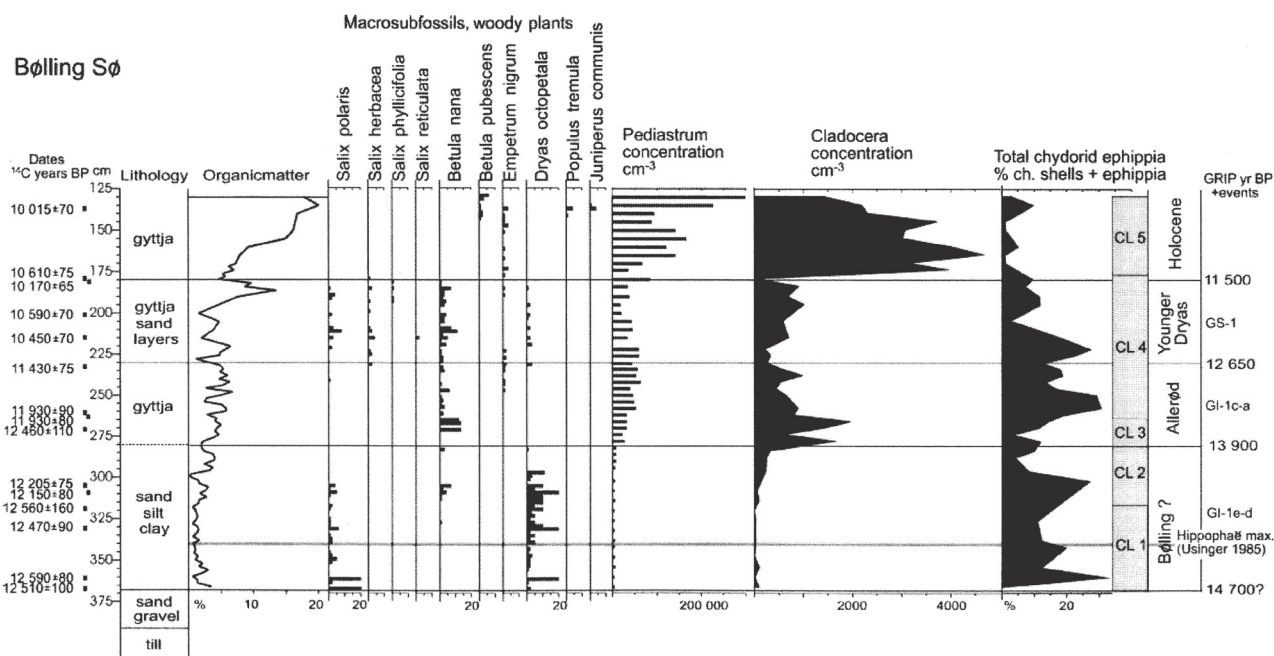 Macrosubfossils, woody plants
Bølling Sø
Dates
¹⁴C years BP
cm
Lithology
Organicmatter
Salix polaris
Salix herbacea
Salix phyllicifolia
Salix reticulata
Betula nana
Betula pubescens
Empetrum nigrum
Dryas octopetala
Populus tremula
Juniperus communis
Pediastrum
concentration
cm⁻³
Cladocera
concentration
cm⁻³
Total chydorid ephippia
% ch. shells + ephippia
GRIP yr BP
+events
10 015±70
10 610±75
10 170±65
10 590±70
10 450±70
11 430±75
11 930±90
11 930±80
12 460±110
12 205±75
12 150±80
12 560±160
12 470±90
12 590±80
12 510±100
125
150
175
200
225
250
275
300
325
350
375
gyttja
gyttja
sand
layers
gyttja
sand
silt
clay
sand
gravel
till
% 10 20
20
20
20
20
200 000
2000 4000
% 20
CL 5
CL 4
CL 3
CL 2
CL 1
Holocene
Younger
Dryas
Allerød
Bølling ?
11 500
GS-1
12 650
GI-1c-a
13 900
GI-1e-d
Hippophaë max.
(Usinger 1985)
14 700?